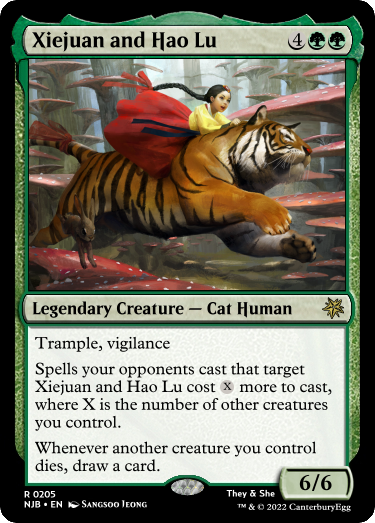 Xiejuan and Hao Lu 4
Legendary Creature — Cat Human
Trample, vigilance
Spells your opponents cast that target
Xiejuan and Hao Lu cost X more to cast,
where X is the number of other creatures
you control.
Whenever another creature you control
dies, draw a card.
6/6
R 0205
NJB • EN Sangsoo Jeong
They & She
™ & © 2022 CanterburyEgg